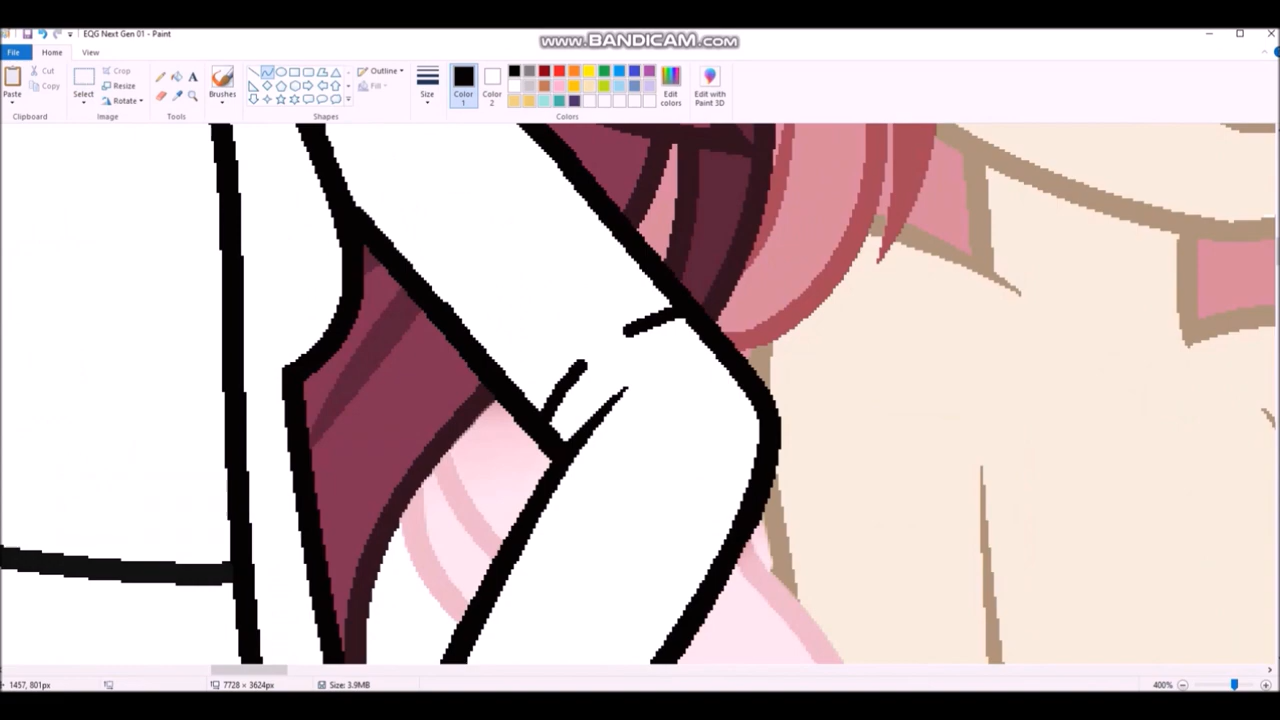 EQG Next Gen 01 - Paint
www.BANDICAM.com
File Home View
Paste Cut Copy Clipboard
Select Crop Resize Rotate Image
A Tools
Brushes
Outline Fill Shapes
Size
Color 1 Color 2 Edit colors Colors
Edit with Paint 3D
1457, 801px 7728 × 3624px Size: 3.9MB 400%